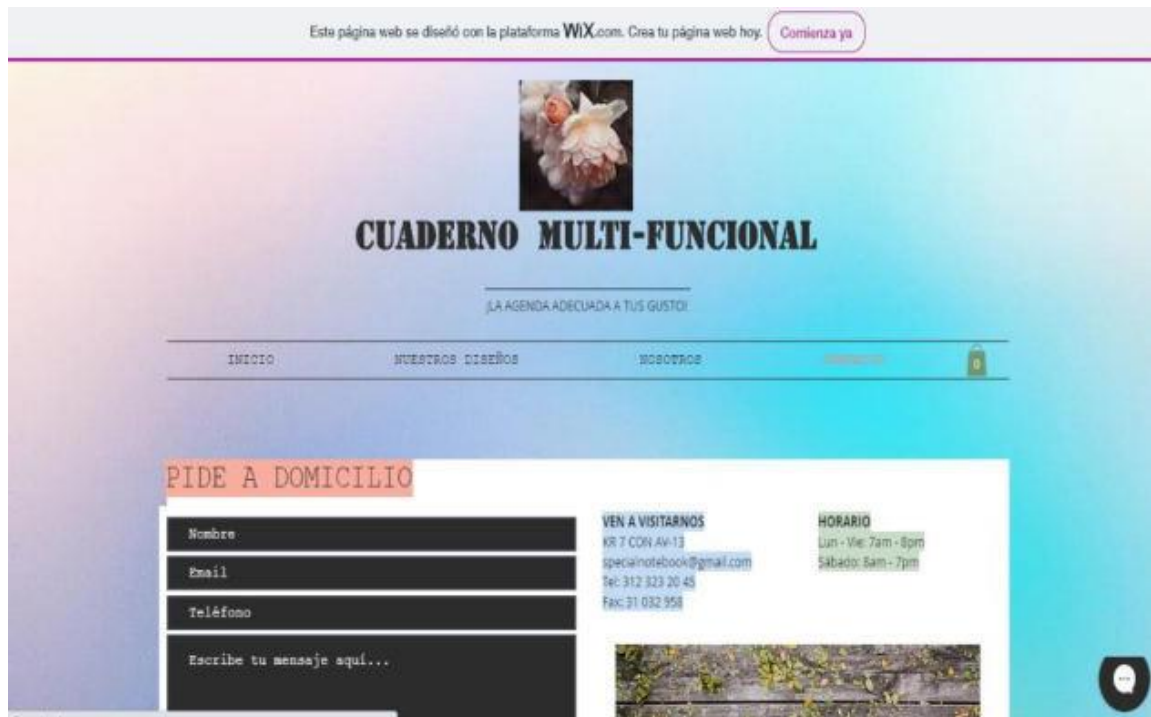 Este página web se diseñó con la plataforma WiX.com. Crea tu página web hoy. Comienza ya
CUADERNO MULTI-FUNCIONAL
¡LA AGENDA ADECUADA A TUS GUSTO!
INICIO NUESTROS DISEÑOS NOSOTROS
0
PIDE A DOMICILIO
Nombre
Email
Teléfono
Escribe tu mensaje aquí...
VEN A VISITARNOS
KR 7 CON AV-13
specialnotebook@gmail.com
Tel: 312 323 20 45
Fax: 31 032 958
HORARIO
Lun - Vie: 7am - 8pm
Sábado: 8am - 7pm